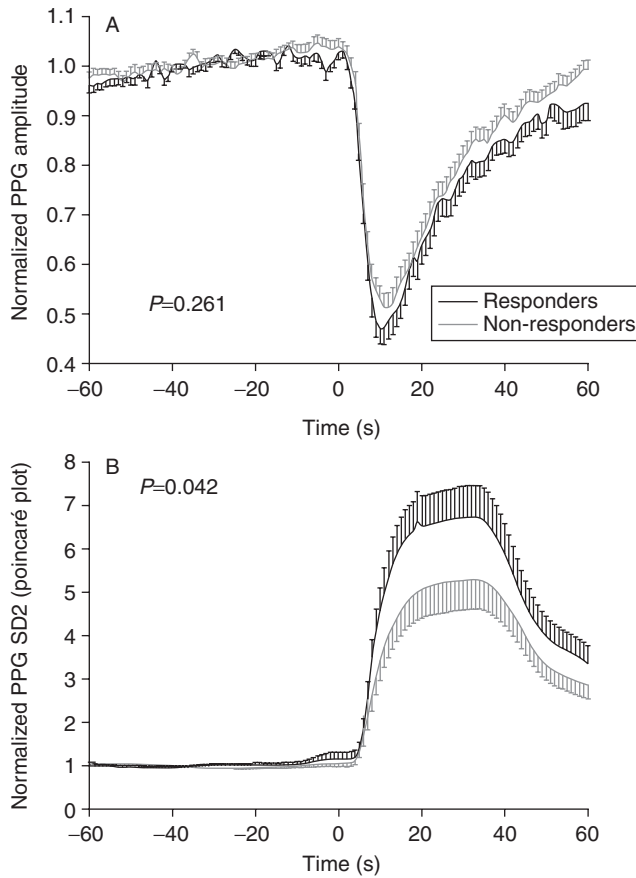 A
Normalized PPG amplitude
1.1
1.0
0.9
0.8
0.7
0.6
0.5
0.4
P=0.261
Responders
Non-responders
−60 −40 −20 0 20 40 60
Time (s)
B
Normalized PPG SD2 (poincaré plot)
8
7
6
5
4
3
2
1
0
P=0.042
−60 −40 −20 0 20 40 60
Time (s)